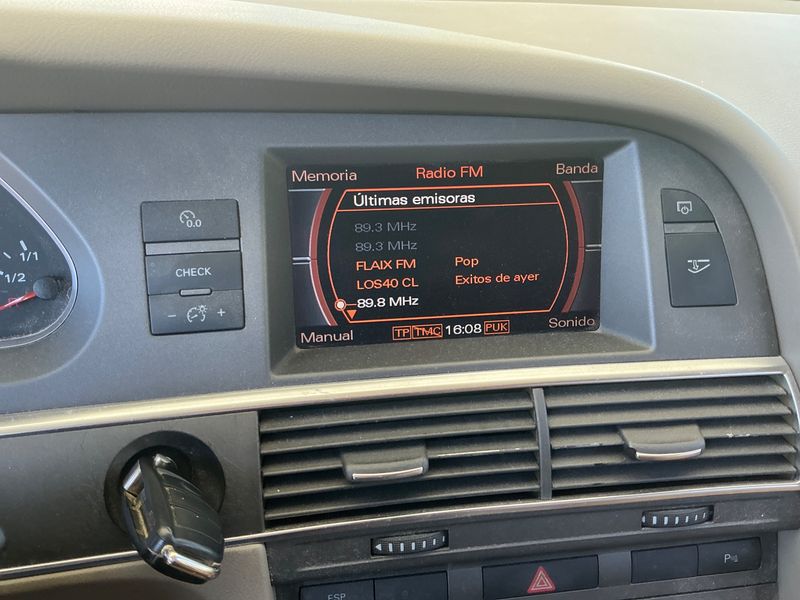 Memoria Radio FM Banda
Últimas emisoras
89.3 MHz
89.3 MHz
FLAIX FM Pop
LOS40 CL Exitos de ayer
89.8 MHz
Manual TP TMC 16:08 PUK Sonido
0.0
CHECK
- +
1/1
1/2
ESP
P